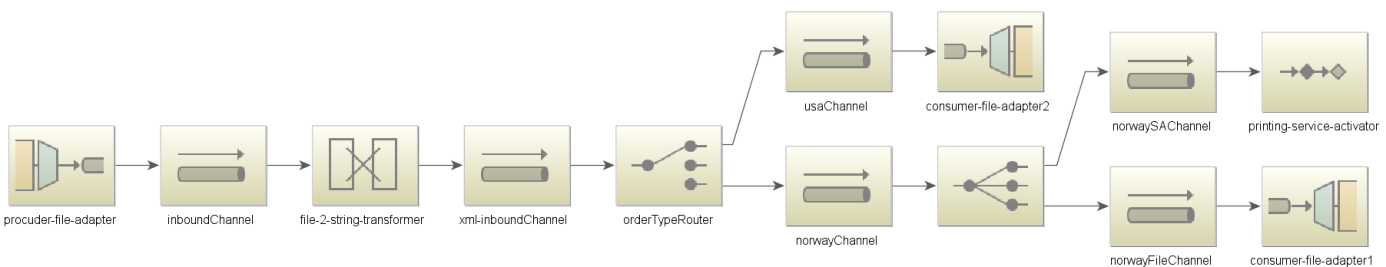 usaChannel
consumer-file-adapter2
norwaySAChannel
printing-service-activator
procuder-file-adapter
inboundChannel
file-2-string-transformer
xml-inboundChannel
orderTypeRouter
norwayChannel
norwayFileChannel
consumer-file-adapter1